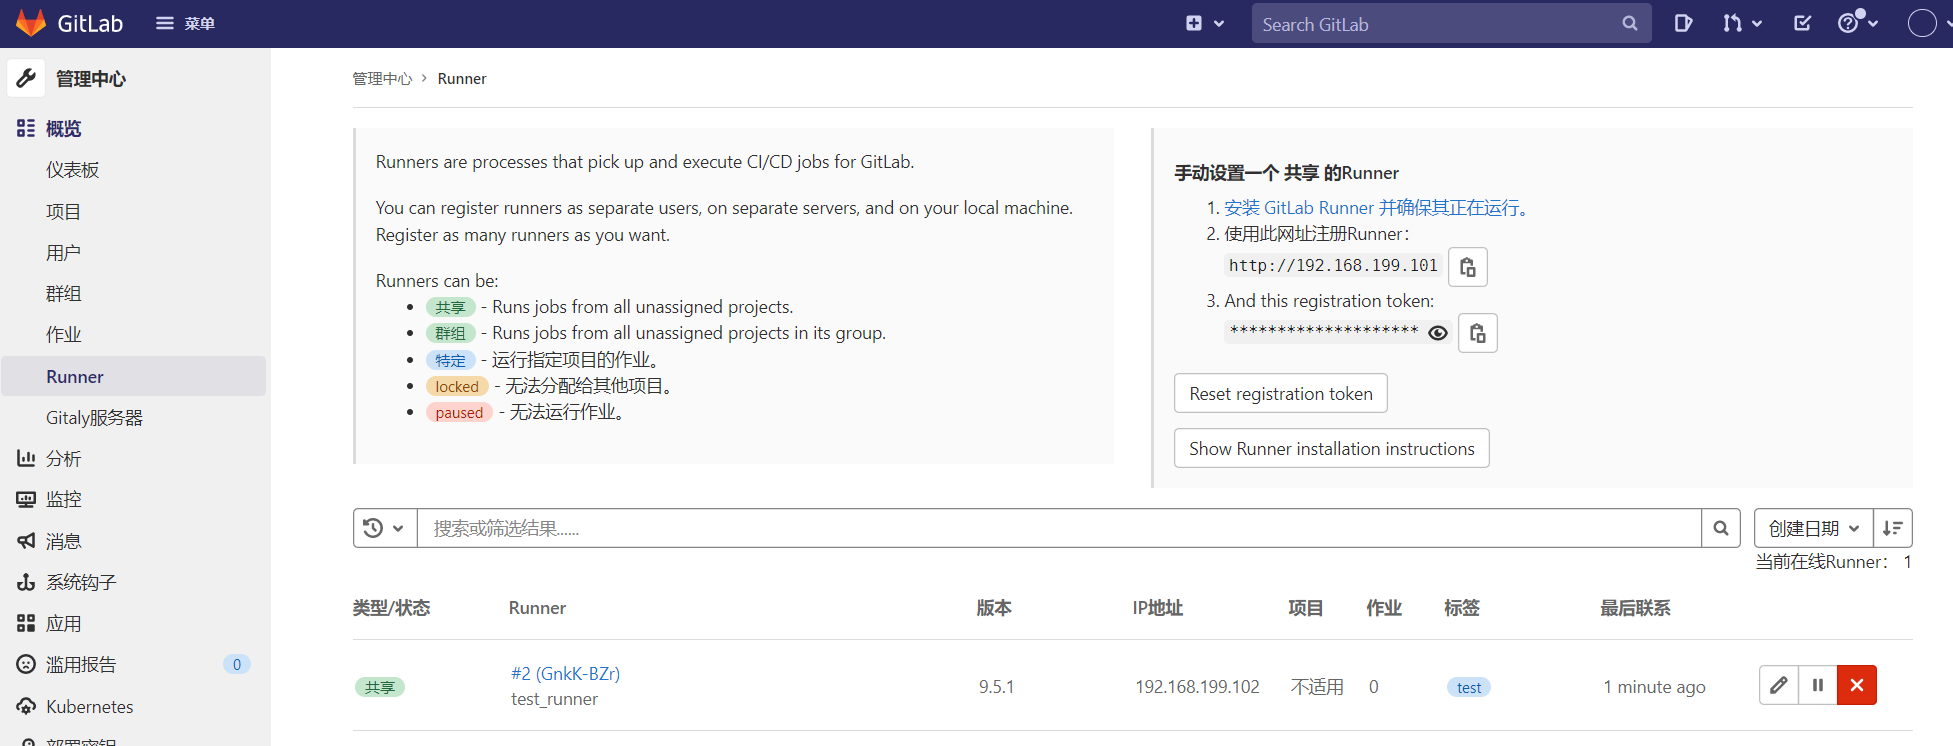 GitLab 菜单 Search GitLab
管理中心
概览
仪表板
项目
用户
群组
作业
Runner
Gitaly服务器
分析
监控
消息
系统钩子
应用
滥用报告 0
Kubernetes
部署密钥
管理中心 > Runner
Runners are processes that pick up and execute CI/CD jobs for GitLab.
You can register runners as separate users, on separate servers, and on your local machine.
Register as many runners as you want.
Runners can be:
• 共享 - Runs jobs from all unassigned projects.
• 群组 - Runs jobs from all unassigned projects in its group.
• 特定 - 运行指定项目的作业。
• locked - 无法分配给其他项目。
• paused - 无法运行作业。
手动设置一个 共享 的Runner
1. 安装 GitLab Runner 并确保其正在运行。
2. 使用此网址注册Runner：
http://192.168.199.101
3. And this registration token:
********************
Reset registration token
Show Runner installation instructions
搜索或筛选结果......
创建日期
当前在线Runner： 1
类型/状态 Runner 版本 IP地址 项目 作业 标签 最后联系
共享 #2 (GnkK-BZr) 9.5.1 192.168.199.102 不适用 0 test 1 minute ago
test_runner